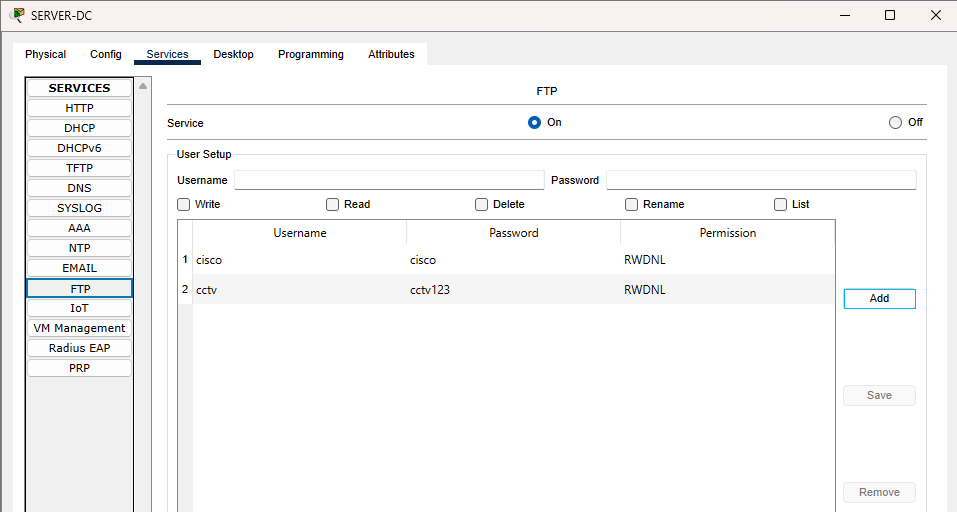 SERVER-DC
Physical Config Services Desktop Programming Attributes
SERVICES
HTTP
DHCP
DHCPv6
TFTP
DNS
SYSLOG
AAA
NTP
EMAIL
FTP
IoT
VM Management
Radius EAP
PRP
FTP
Service On Off
User Setup
Username Password
Write Read Delete Rename List
Username Password Permission
1 cisco cisco RWDNL
2 cctv cctv123 RWDNL
Add
Save
Remove